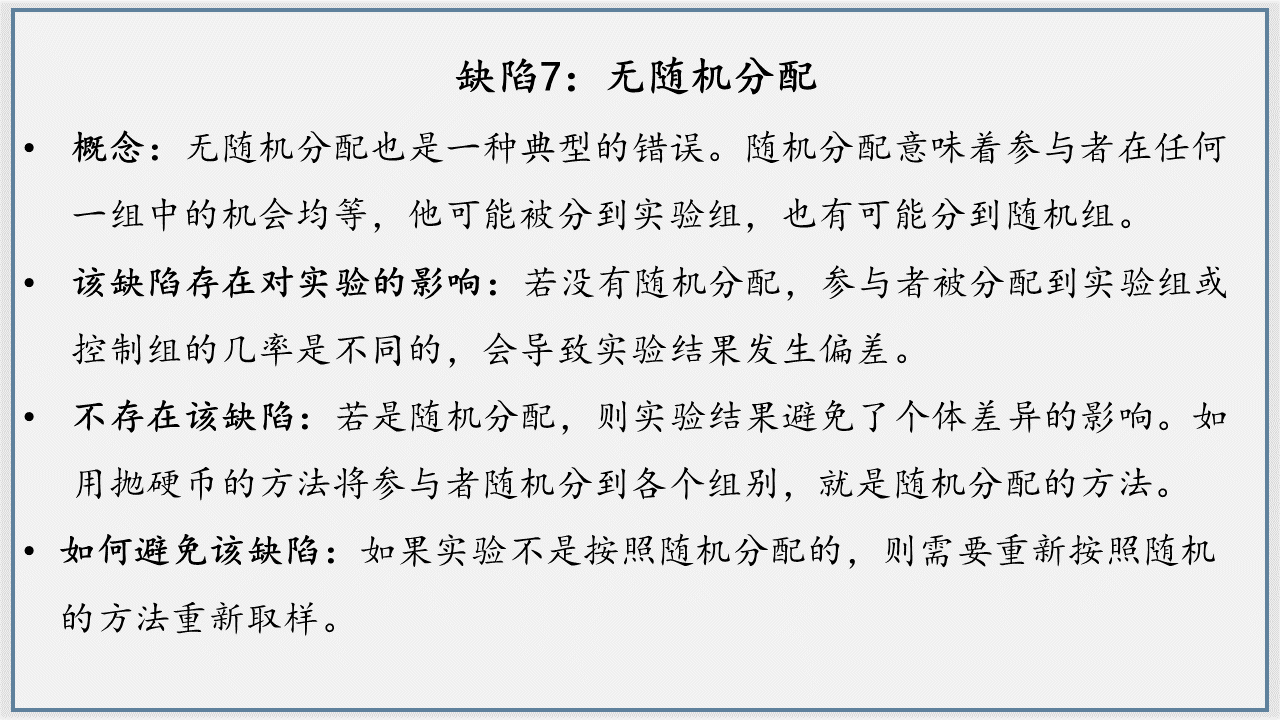 缺陷7：无随机分配
• 概念：无随机分配也是一种典型的错误。随机分配意味着参与者在任何
一组中的机会均等，他可能被分到实验组，也有可能分到随机组。
• 该缺陷存在对实验的影响：若没有随机分配，参与者被分配到实验组或
控制组的几率是不同的，会导致实验结果发生偏差。
• 不存在该缺陷：若是随机分配，则实验结果避免了个体差异的影响。如
用抛硬币的方法将参与者随机分到各个组别，就是随机分配的方法。
• 如何避免该缺陷：如果实验不是按照随机分配的，则需要重新按照随机
的方法重新取样。